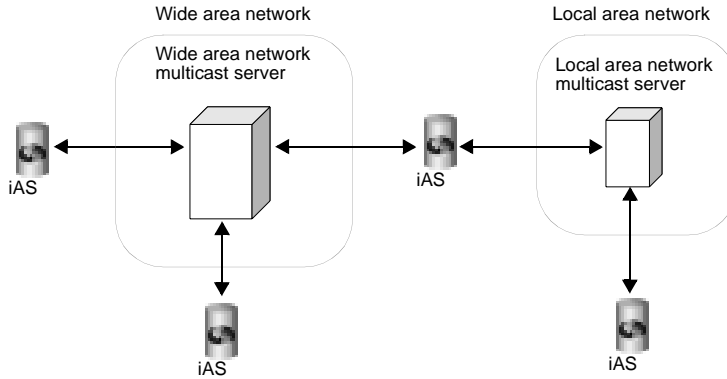 Wide area network
Wide area network
multicast server
iAS
iAS
iAS
Local area network
Local area network
multicast server
iAS